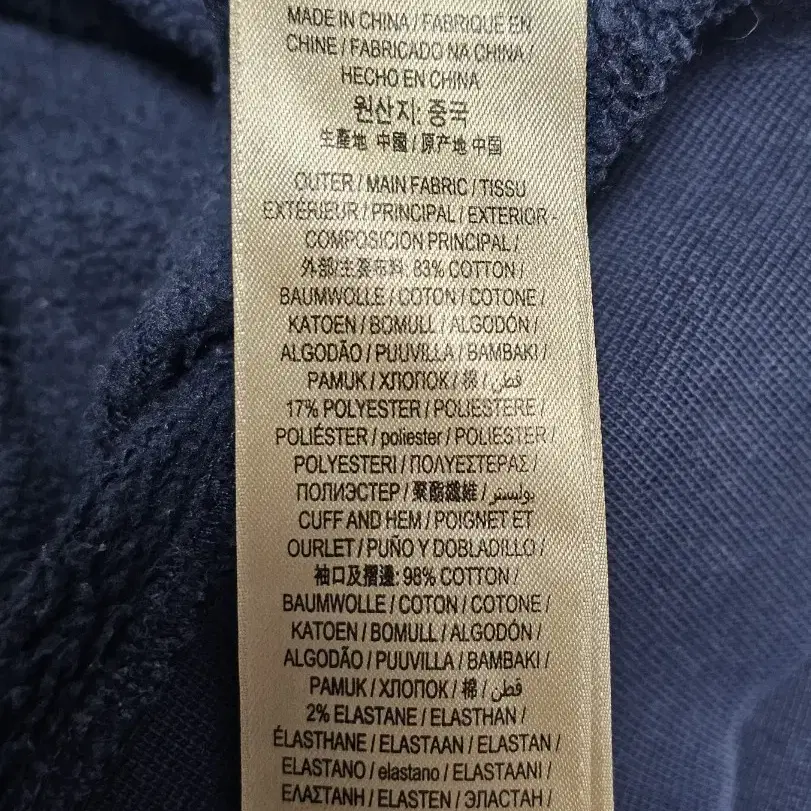 MADE IN CHINA / FABRIQUE EN
CHINE / FABRICADO NA CHINA /
HECHO EN CHINA
원산지: 중국
生產地 中國 / 原产地 中国
OUTER / MAIN FABRIC / TISSU
EXTÉRIEUR / PRINCIPAL / EXTERIOR -
COMPOSICION PRINCIPAL /
外部/主要布料: 83% COTTON /
BAUMWOLLE / COTON / COTONE /
KATOEN / BOMULL / ALGODÓN /
ALGODÃO / PUUVILLA / BAMBAKI /
PAMUK / ХЛОПОК / 棉 / قطن /
17% POLYESTER / POLIESTERE /
POLIÉSTER / poliester / POLIESTER /
POLYESTERI / ΠΟΛΥΕΣΤΕΡΑΣ /
ПОЛИЭСТЕР / 聚酯纖維 / بوليستر /
CUFF AND HEM / POIGNET ET
OURLET / PUÑO Y DOBLADILLO /
袖口及摺邊: 98% COTTON /
BAUMWOLLE / COTON / COTONE /
KATOEN / BOMULL / ALGODÓN /
ALGODÃO / PUUVILLA / BAMBAKI /
PAMUK / ХЛОПОК / 棉 / قطن /
2% ELASTANE / ELASTHAN /
ÉLASTHANE / ELASTAAN / ELASTAN /
ELASTANO / elastano / ELASTAANI /
ΕΛΑΣΤΑΝΗ / ELASTEN / ЭЛАСТАН /